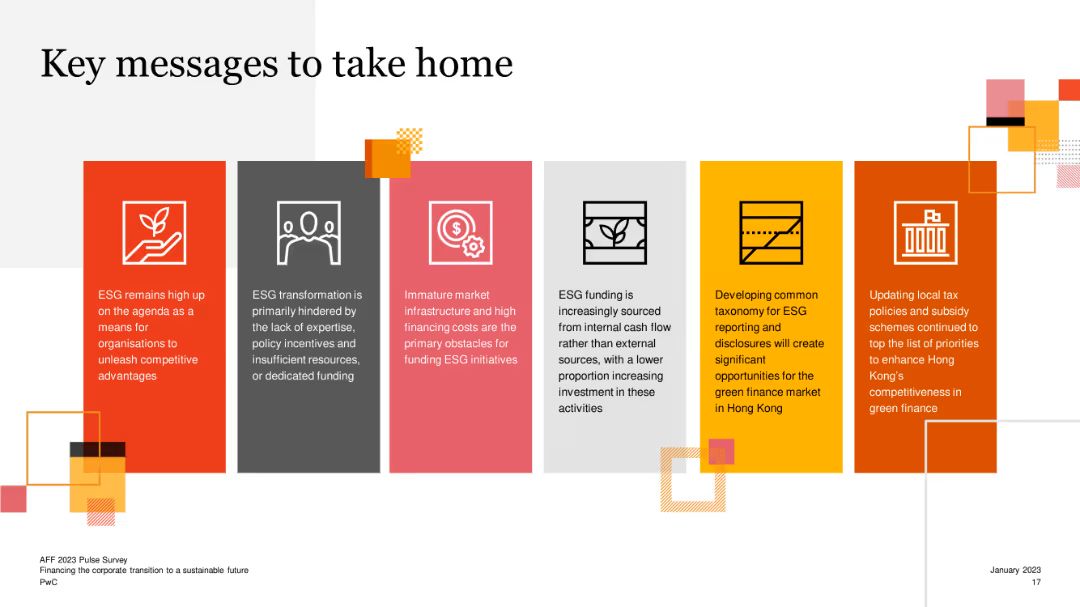 Key messages to take home
ESG remains high up
on the agenda as a
means for
organisations to
unleash competitive
advantages
ESG transformation is
primarily hindered by
the lack of expertise,
policy incentives and
insufficient resources,
or dedicated funding
$
Immature market
infrastructure and high
financing costs are the
primary obstacles for
funding ESG initiatives
ESG funding is
increasingly sourced
from internal cash flow
rather than external
sources, with a lower
proportion increasing
investment in these
activities
Developing common
taxonomy for ESG
reporting and
disclosures will create
significant
opportunities for the
green finance market
in Hong Kong
Updating local tax
policies and subsidy
schemes continued to
top the list of priorities
to enhance Hong
Kong's
competitiveness in
green finance
AFF 2023 Pulse Survey
Financing the corporate transition to a sustainable future
PwC
January 2023
17